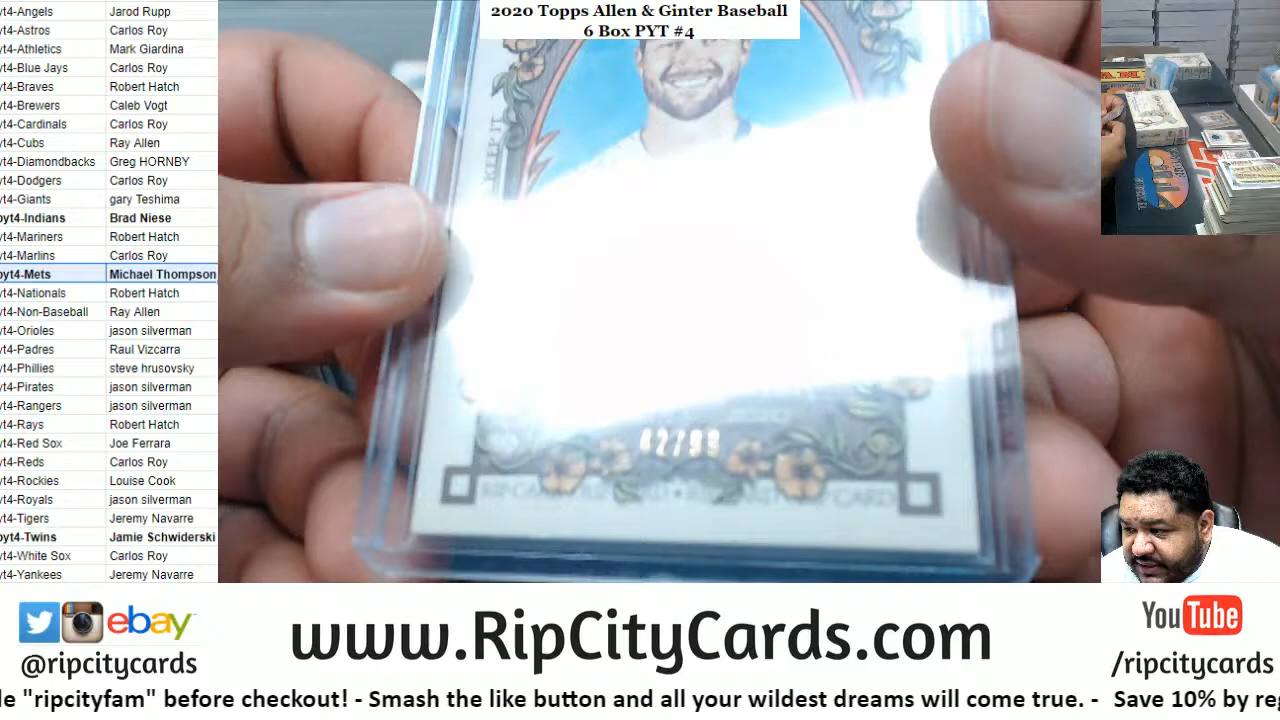 2020 Topps Allen & Ginter Baseball
6 Box PYT #4
yt4-Angels Jarod Rupp
yt4-Astros Carlos Roy
yt4-Athletics Mark Giardina
yt4-Blue Jays Carlos Roy
yt4-Braves Robert Hatch
yt4-Brewers Caleb Vogt
yt4-Cardinals Carlos Roy
yt4-Cubs Ray Allen
yt4-Diamondbacks Greg HORNBY
yt4-Dodgers Carlos Roy
yt4-Giants gary Teshima
pyt4-Indians Brad Niese
yt4-Mariners Robert Hatch
yt4-Marlins Carlos Roy
pyt4-Mets Michael Thompson
yt4-Nationals Robert Hatch
yt4-Non-Baseball Ray Allen
yt4-Orioles jason silverman
yt4-Padres Raul Vizcarra
yt4-Phillies steve hrusovsky
yt4-Pirates jason silverman
yt4-Rangers jason silverman
yt4-Rays Robert Hatch
yt4-Red Sox Joe Ferrara
yt4-Reds Carlos Roy
yt4-Rockies Louise Cook
yt4-Royals jason silverman
yt4-Tigers Jeremy Navarre
pyt4-Twins Jamie Schwiderski
yt4-White Sox Carlos Roy
yt4-Yankees Jeremy Navarre
KEEP IT
ebay
@ripcitycards
www.RipCityCards.com
YouTube
/ripcitycards
le "ripcityfam" before checkout! - Smash the like button and all your wildest dreams will come true. - Save 10% by reg